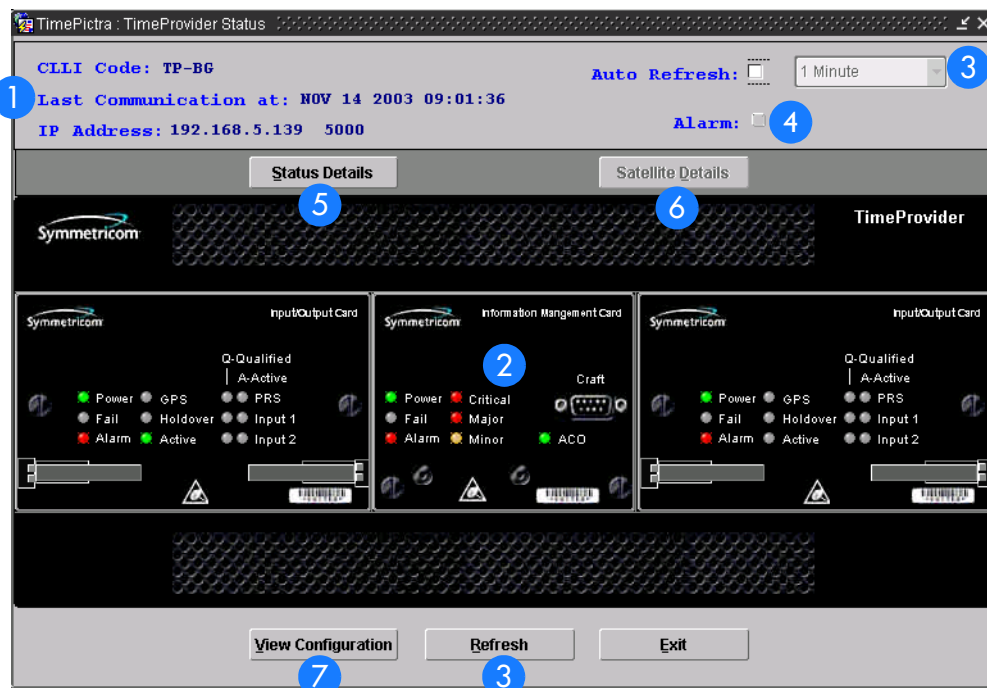 TimePictra : TimeProvider Status
CLLI Code: TP-BG
Auto Refresh:
1 Minute
3
1
Last Communication at: NOV 14 2003 09:01:36
IP Address: 192.168.5.139 5000
Alarm:
4
Status Details
Satellite Details
5
6
Symmetricom
TimeProvider
Symmetricom
Input/Output Card
Q-Qualified
A-Active
Power GPS PRS
Fail Holdover Input 1
Alarm Active Input 2
Symmetricom
Information Mangement Card
2
Craft
Power Critical
Fail Major
Alarm Minor ACO
Symmetricom
Input/Output Card
Q-Qualified
A-Active
Power GPS PRS
Fail Holdover Input 1
Alarm Active Input 2
View Configuration
Refresh
Exit
7
3